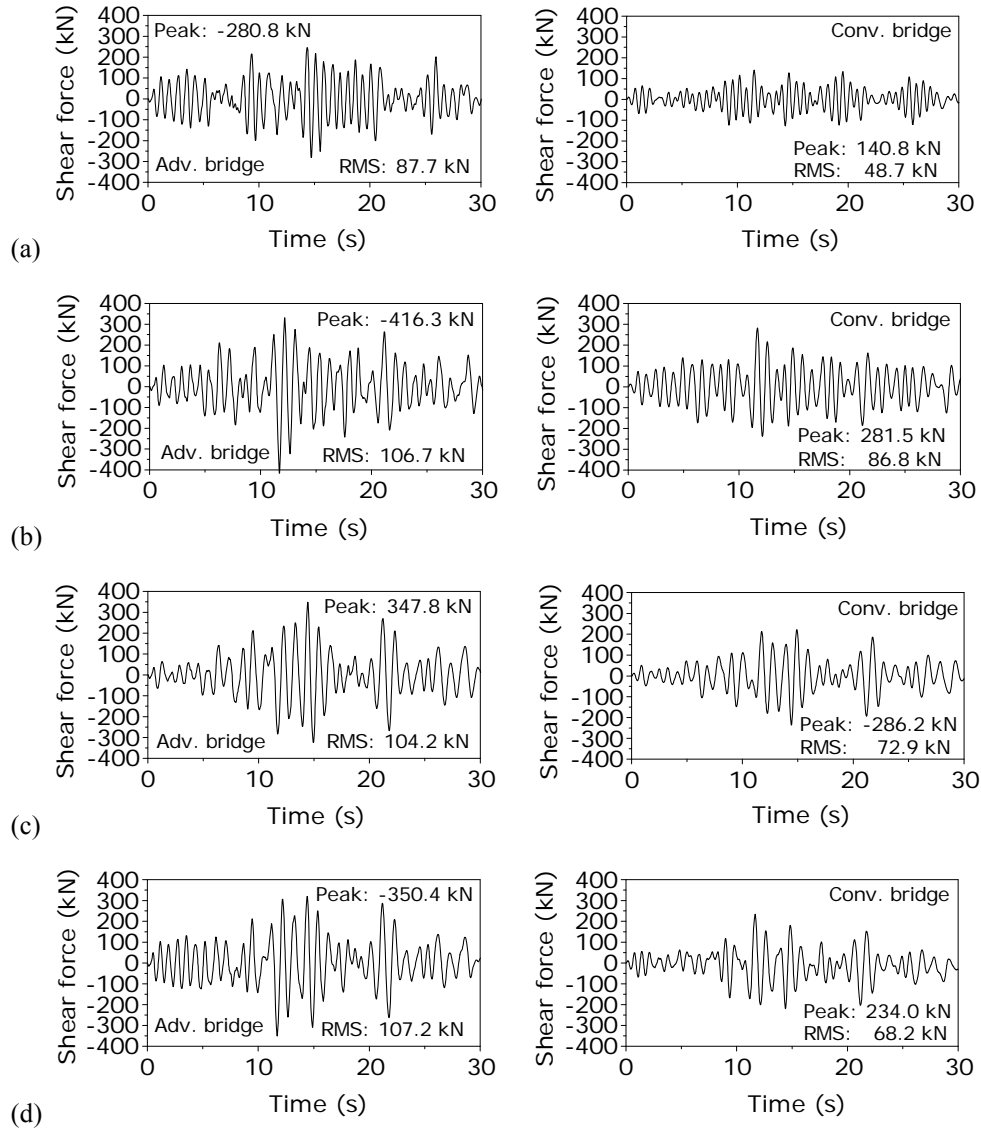 400
300
200
100
0
-100
-200
-300
-400
Shear force (kN)
Peak: -280.8 kN
Adv. bridge
RMS: 87.7 kN
0 10 20 30
Time (s)
400
300
200
100
0
-100
-200
-300
-400
Shear force (kN)
Conv. bridge
Peak: 140.8 kN
RMS: 48.7 kN
0 10 20 30
Time (s)
(a)
400
300
200
100
0
-100
-200
-300
-400
Shear force (kN)
Peak: -416.3 kN
Adv. bridge
RMS: 106.7 kN
0 10 20 30
Time (s)
400
300
200
100
0
-100
-200
-300
-400
Shear force (kN)
Conv. bridge
Peak: 281.5 kN
RMS: 86.8 kN
0 10 20 30
Time (s)
(b)
400
300
200
100
0
-100
-200
-300
-400
Shear force (kN)
Peak: 347.8 kN
Adv. bridge
RMS: 104.2 kN
0 10 20 30
Time (s)
400
300
200
100
0
-100
-200
-300
-400
Shear force (kN)
Conv. bridge
Peak: -286.2 kN
RMS: 72.9 kN
0 10 20 30
Time (s)
(c)
400
300
200
100
0
-100
-200
-300
-400
Shear force (kN)
Peak: -350.4 kN
Adv. bridge
RMS: 107.2 kN
0 10 20 30
Time (s)
400
300
200
100
0
-100
-200
-300
-400
Shear force (kN)
Conv. bridge
Peak: 234.0 kN
RMS: 68.2 kN
0 10 20 30
Time (s)
(d)